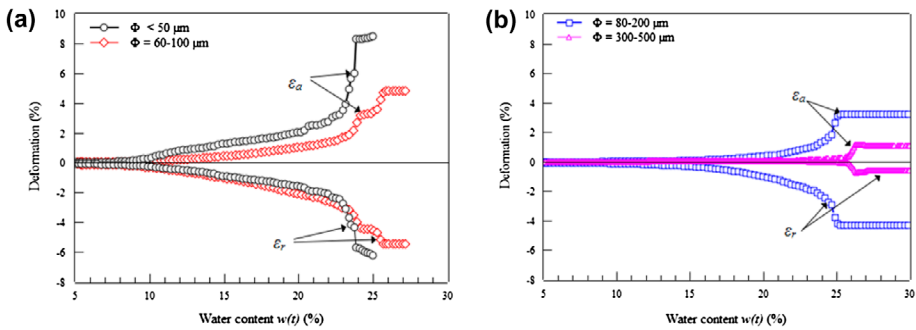 (a)
Φ < 50 μm
Φ = 60-100 μm
Deformation (%)
10
8
6
4
2
0
-2
-4
-6
-8
εa
εr
5
10
15
20
25
30
Water content w(t) (%)
(b)
Φ = 80-200 μm
Φ = 300-500 μm
Deformation (%)
10
8
6
4
2
0
-2
-4
-6
-8
εa
εr
5
10
15
20
25
30
Water content w(t) (%)